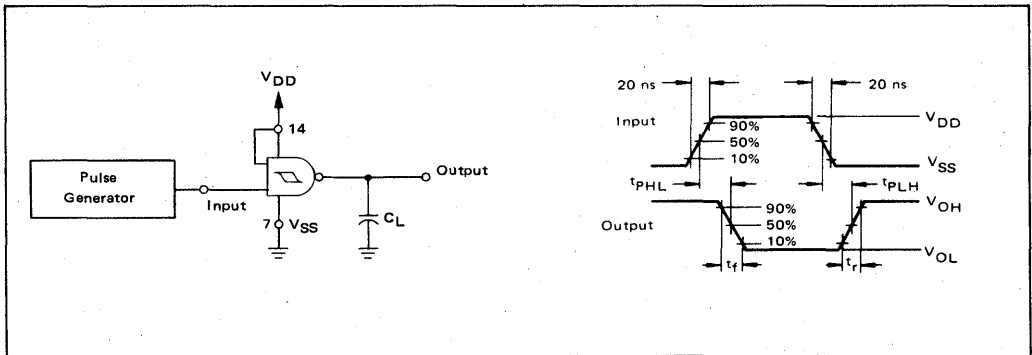 VDD
14
Pulse
Generator
Input
7
VSS
CL
Output
20 ns
20 ns
Input
90%
50%
10%
VDD
VSS
tPHL
tPLH
Output
90%
50%
10%
VOH
VOL
tf
tr